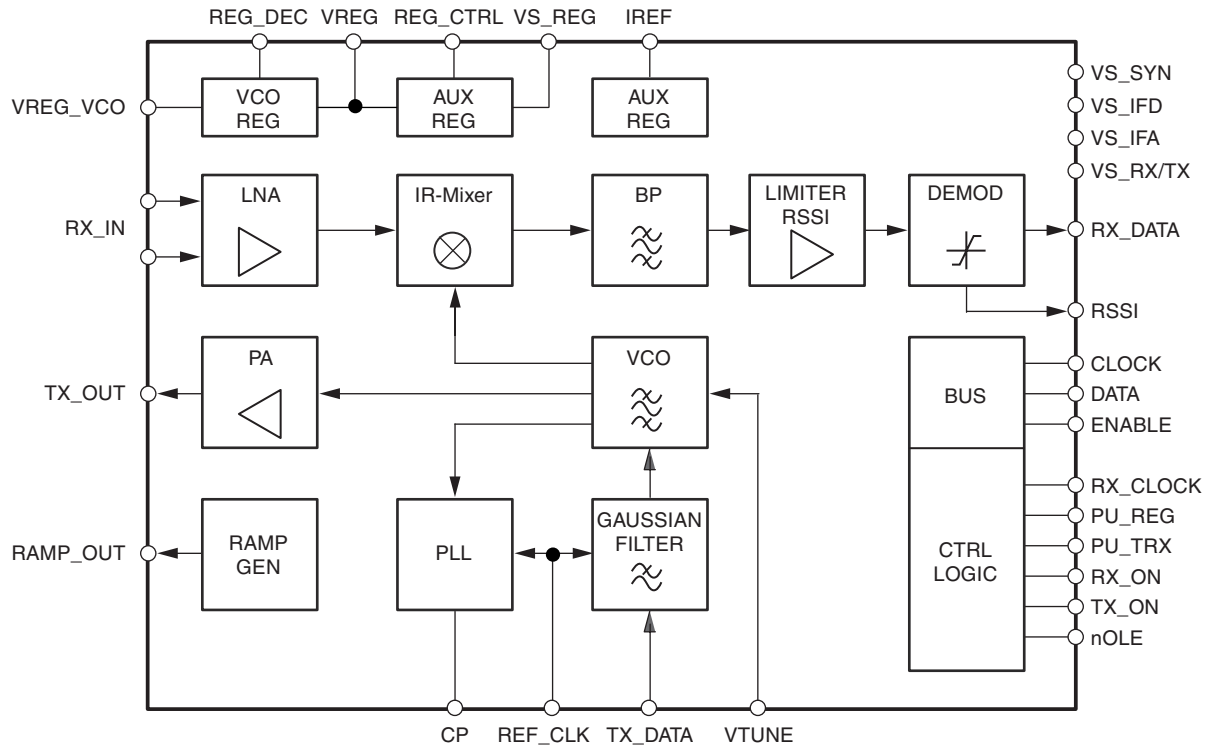 REG_DEC VREG REG_CTRL VS_REG IREF
VREG_VCO
VCO
REG
AUX
REG
AUX
REG
VS_SYN
VS_IFD
VS_IFA
VS_RX/TX
RX_IN
LNA
IR-Mixer
BP
LIMITER
RSSI
DEMOD
RX_DATA
RSSI
TX_OUT
PA
VCO
BUS
CLOCK
DATA
ENABLE
RAMP_OUT
RAMP
GEN
PLL
GAUSSIAN
FILTER
CTRL
LOGIC
RX_CLOCK
PU_REG
PU_TRX
RX_ON
TX_ON
nOLE
CP REF_CLK TX_DATA VTUNE